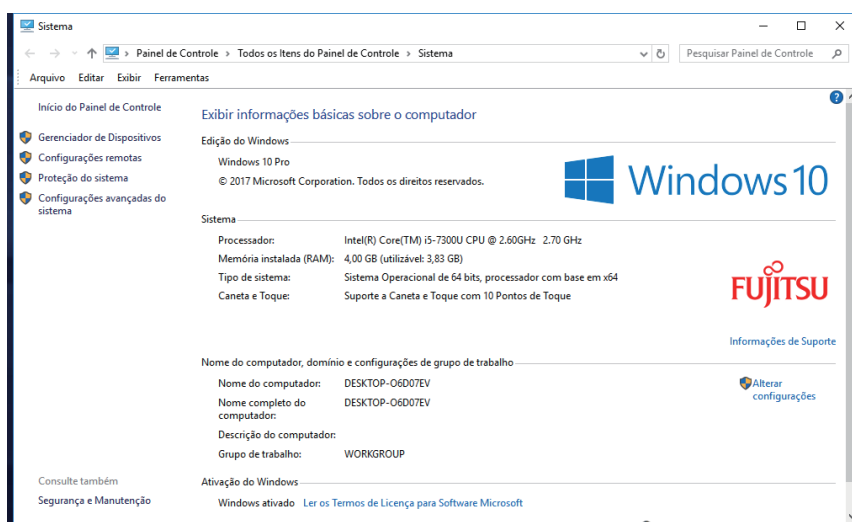 Sistema
Painel de Controle > Todos os Itens do Painel de Controle > Sistema
Pesquisar Painel de Controle
Arquivo Editar Exibir Ferramentas
Início do Painel de Controle
Gerenciador de Dispositivos
Configurações remotas
Proteção do sistema
Configurações avançadas do
sistema
Exibir informações básicas sobre o computador
Edição do Windows
Windows 10 Pro
© 2017 Microsoft Corporation. Todos os direitos reservados.
Windows 10
Sistema
Processador: Intel(R) Core(TM) i5-7300U CPU @ 2.60GHz 2.70 GHz
Memória instalada (RAM): 4,00 GB (utilizável: 3,83 GB)
Tipo de sistema: Sistema Operacional de 64 bits, processador com base em x64
Caneta e Toque: Suporte a Caneta e Toque com 10 Pontos de Toque
FUJITSU
Informações de Suporte
Nome do computador, domínio e configurações de grupo de trabalho
Nome do computador: DESKTOP-O6D07EV
Nome completo do DESKTOP-O6D07EV
computador:
Descrição do computador:
Grupo de trabalho: WORKGROUP
Alterar
configurações
Consulte também
Segurança e Manutenção
Ativação do Windows
Windows ativado Ler os Termos de Licença para Software Microsoft